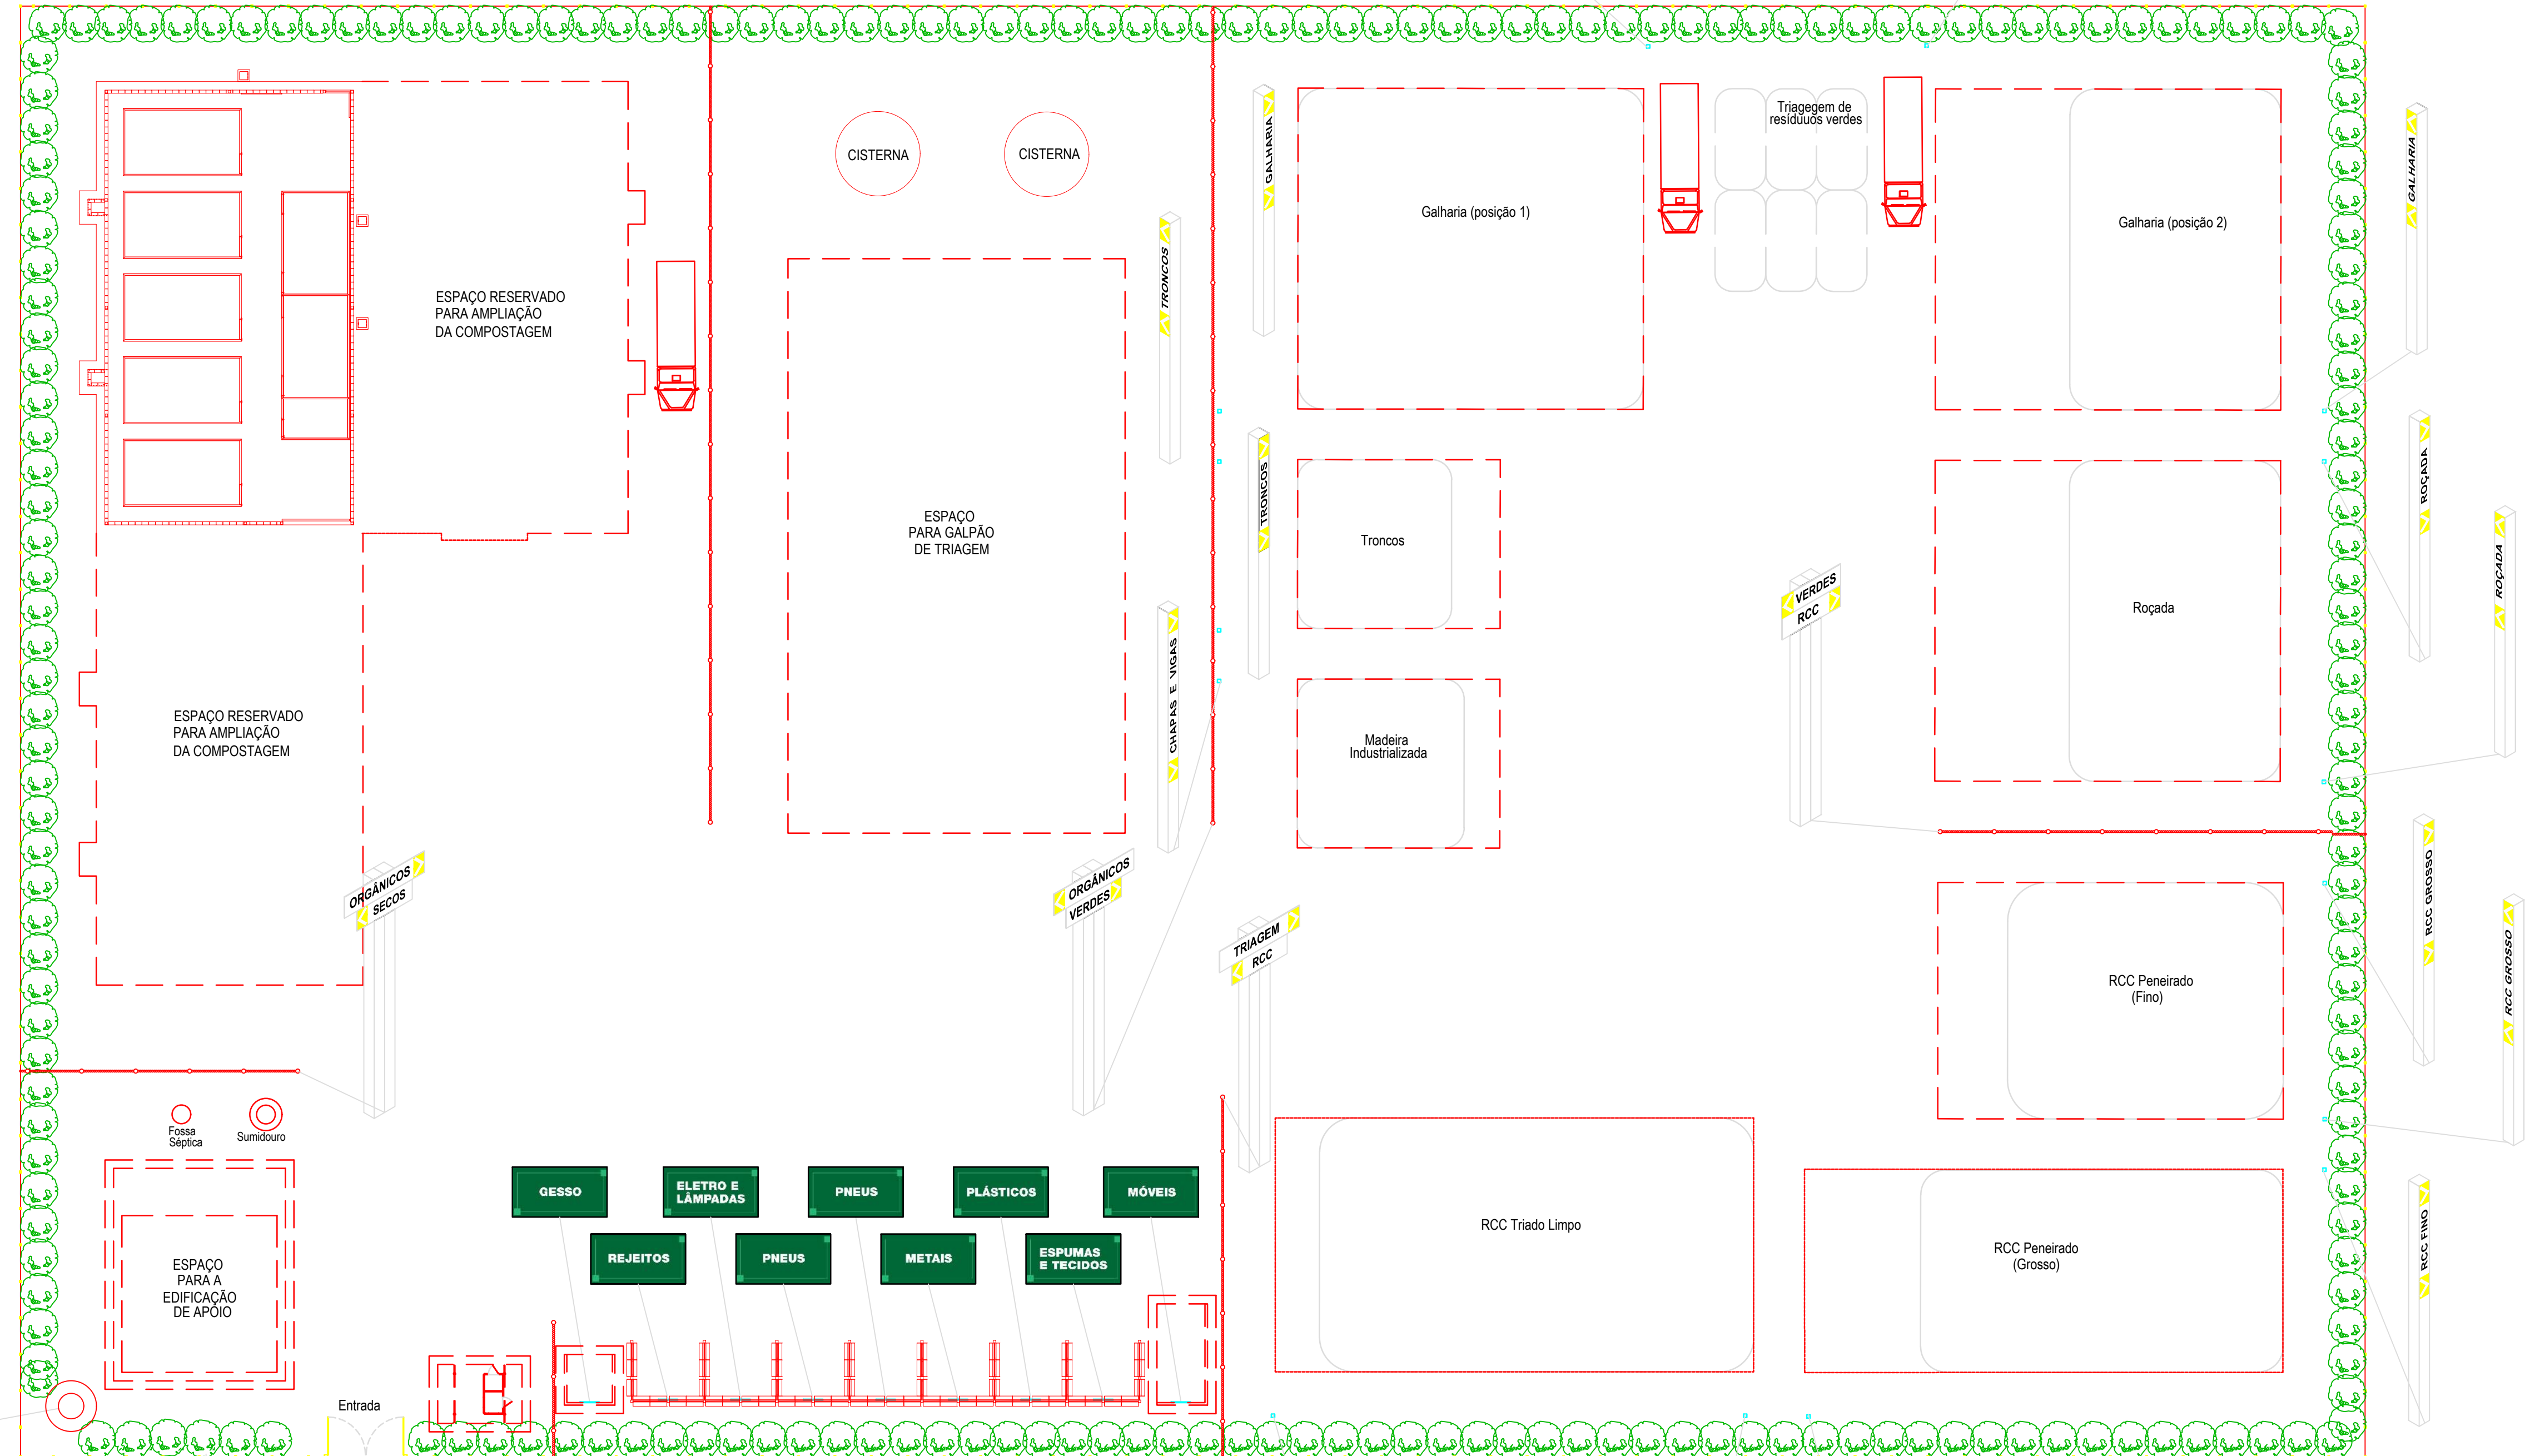 CISTERNA
CISTERNA
GALHARIA
Triagegem de
resíduuos verdes
GALHARIA
TRONCOS
Galharia (posição 1)
Galharia (posição 2)
ESPAÇO RESERVADO
PARA AMPLIAÇÃO
DA COMPOSTAGEM
ESPAÇO
PARA GALPÃO
DE TRIAGEM
TRONCOS
Troncos
ROÇADA
ROÇADA
VERDES
RCC
Roçada
ESPAÇO RESERVADO
PARA AMPLIAÇÃO
DA COMPOSTAGEM
CHAPAS E VIGAS
Madeira
Industrializada
ORGÂNICOS
SECOS
ORGÂNICOS
VERDES
TRIAGEM
RCC
RCC GROSSO
RCC GROSSO
RCC Peneirado
(Fino)
Fossa
Séptica
Sumidouro
GESSO
ELETRO E
LÂMPADAS
PNEUS
PLÁSTICOS
MÓVEIS
REJEITOS
PNEUS
METAIS
ESPUMAS
E TECIDOS
RCC Triado Limpo
RCC Peneirado
(Grosso)
RCC FINO
ESPAÇO
PARA A
EDIFICAÇÃO
DE APOIO
Entrada